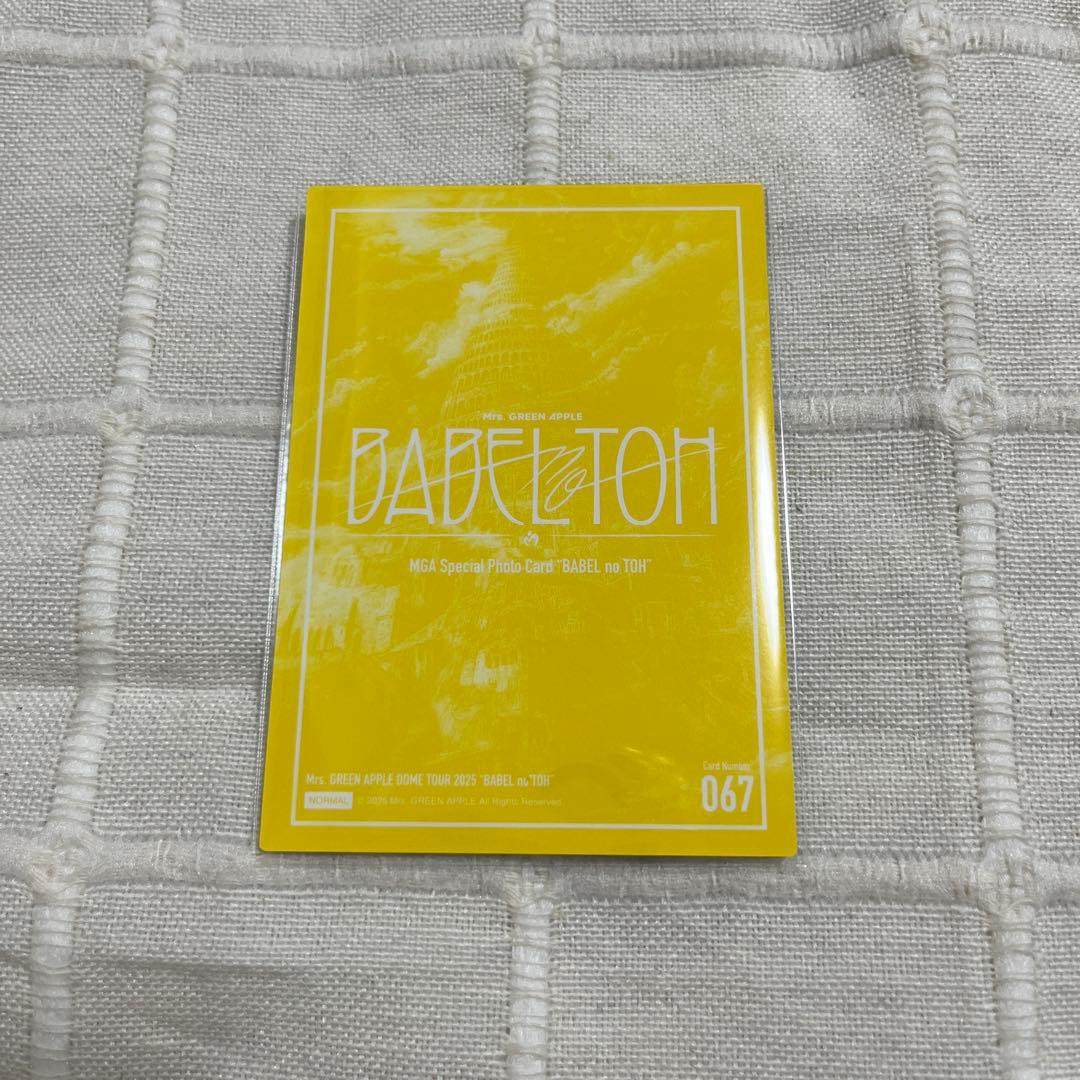 Mrs. GREEN APPLE
BABEL no TOH
MGA Special Photo Card "BABEL no TOH"
Mrs. GREEN APPLE DOME TOUR 2025 "BABEL no TOH"
NORMAL © 2025 Mrs. GREEN APPLE All Rights Reserved.
Card Number
067